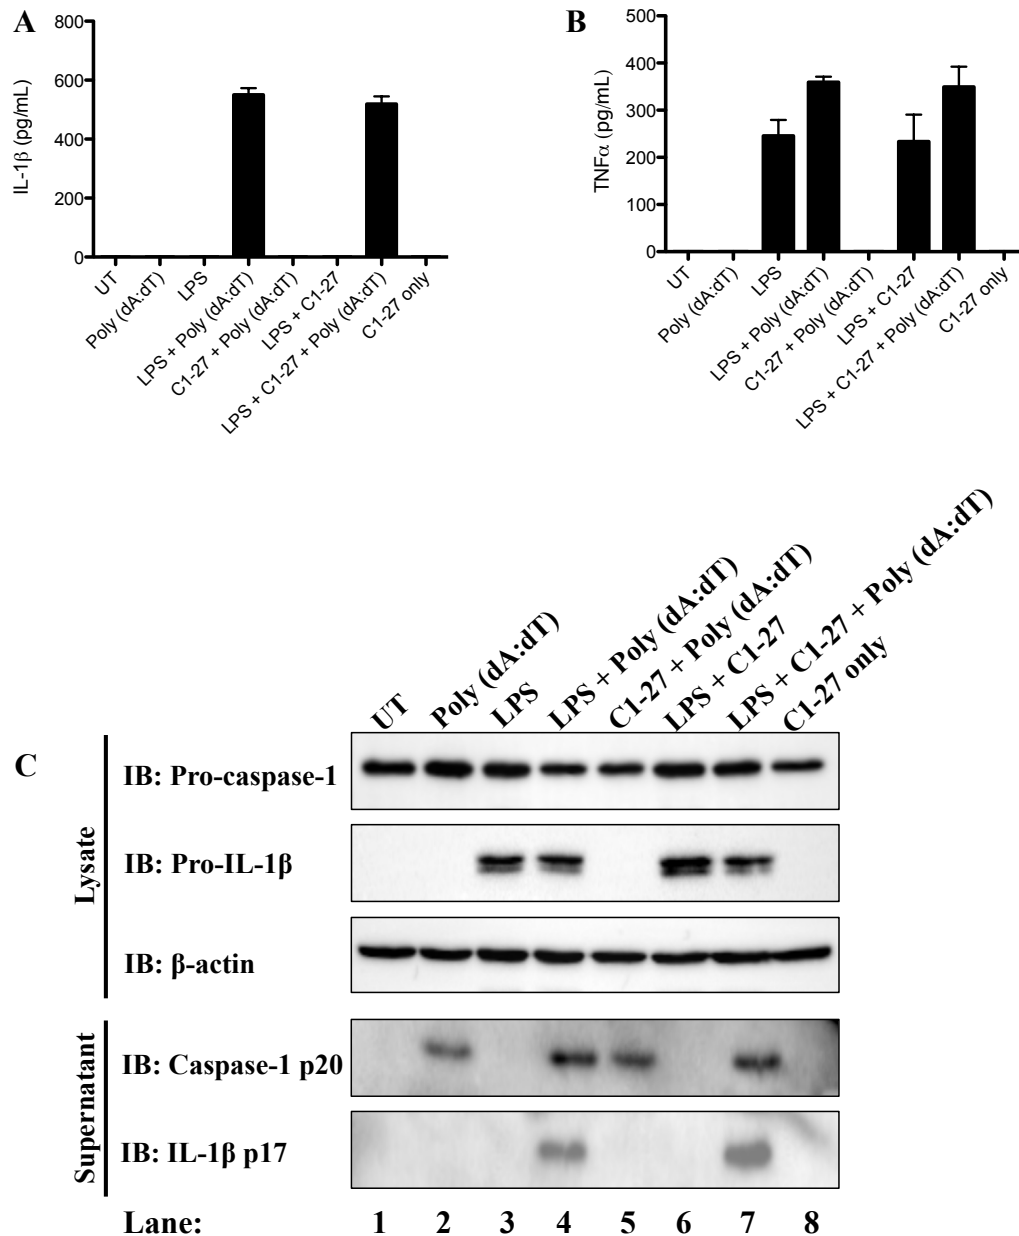 A
IL-1β (pg/mL)
800
600
400
200
0
UT
Poly (dA:dT)
LPS
LPS + Poly (dA:dT)
C1-27 + Poly (dA:dT)
LPS + C1-27
LPS + C1-27 + Poly (dA:dT)
C1-27 only
B
TNFα (pg/mL)
500
400
300
200
100
0
UT
Poly (dA:dT)
LPS
LPS + Poly (dA:dT)
C1-27 + Poly (dA:dT)
LPS + C1-27
LPS + C1-27 + Poly (dA:dT)
C1-27 only
C
UT
Poly (dA:dT)
LPS
LPS + Poly (dA:dT)
C1-27 + Poly (dA:dT)
LPS + C1-27
LPS + C1-27 + Poly (dA:dT)
C1-27 only
Lysate
IB: Pro-caspase-1
IB: Pro-IL-1β
IB: β-actin
Supernatant
IB: Caspase-1 p20
IB: IL-1β p17
Lane: 1 2 3 4 5 6 7 8